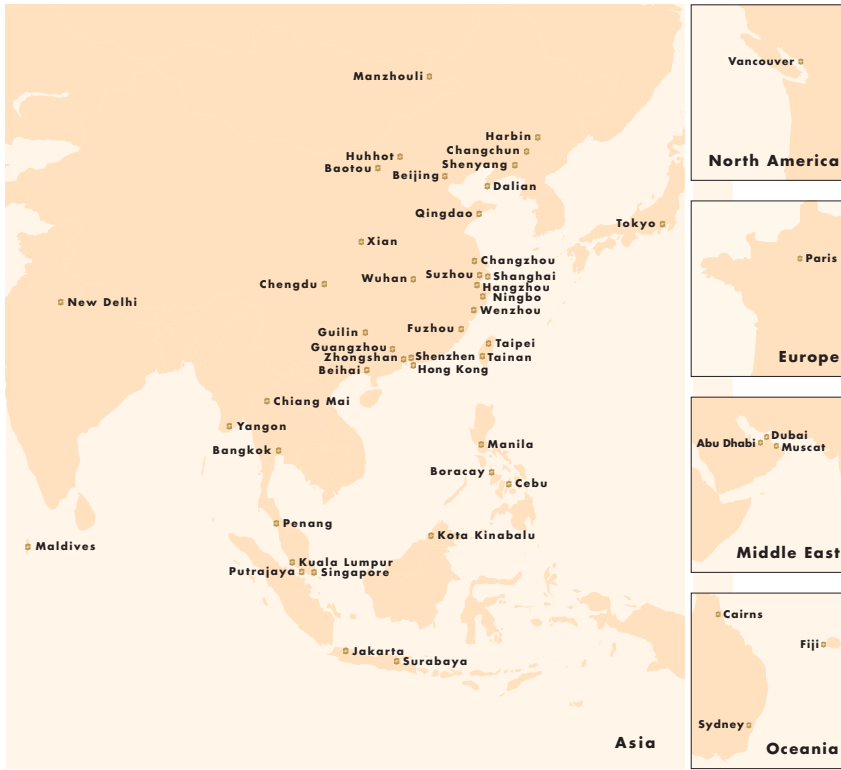 Manzhouli
Harbin
Changchun
Huhhot
Shenyang
Baotou
Beijing
Dalian
Qingdao
Tokyo
Xian
Changzhou
Suzhou
Shanghai
Wuhan
Chengdu
Hangzhou
Ningbo
New Delhi
Wenzhou
Fuzhou
Guilin
Taipei
Guangzhou
Zhongshan
Shenzhen
Tainan
Beihai
Hong Kong
Chiang Mai
Yangon
Manila
Bangkok
Boracay
Cebu
Penang
Kota Kinabalu
Maldives
Kuala Lumpur
Putrajaya
Singapore
Jakarta
Surabaya
Asia
Vancouver
North America
Paris
Europe
Dubai
Abu Dhabi
Muscat
Middle East
Cairns
Fiji
Sydney
Oceania